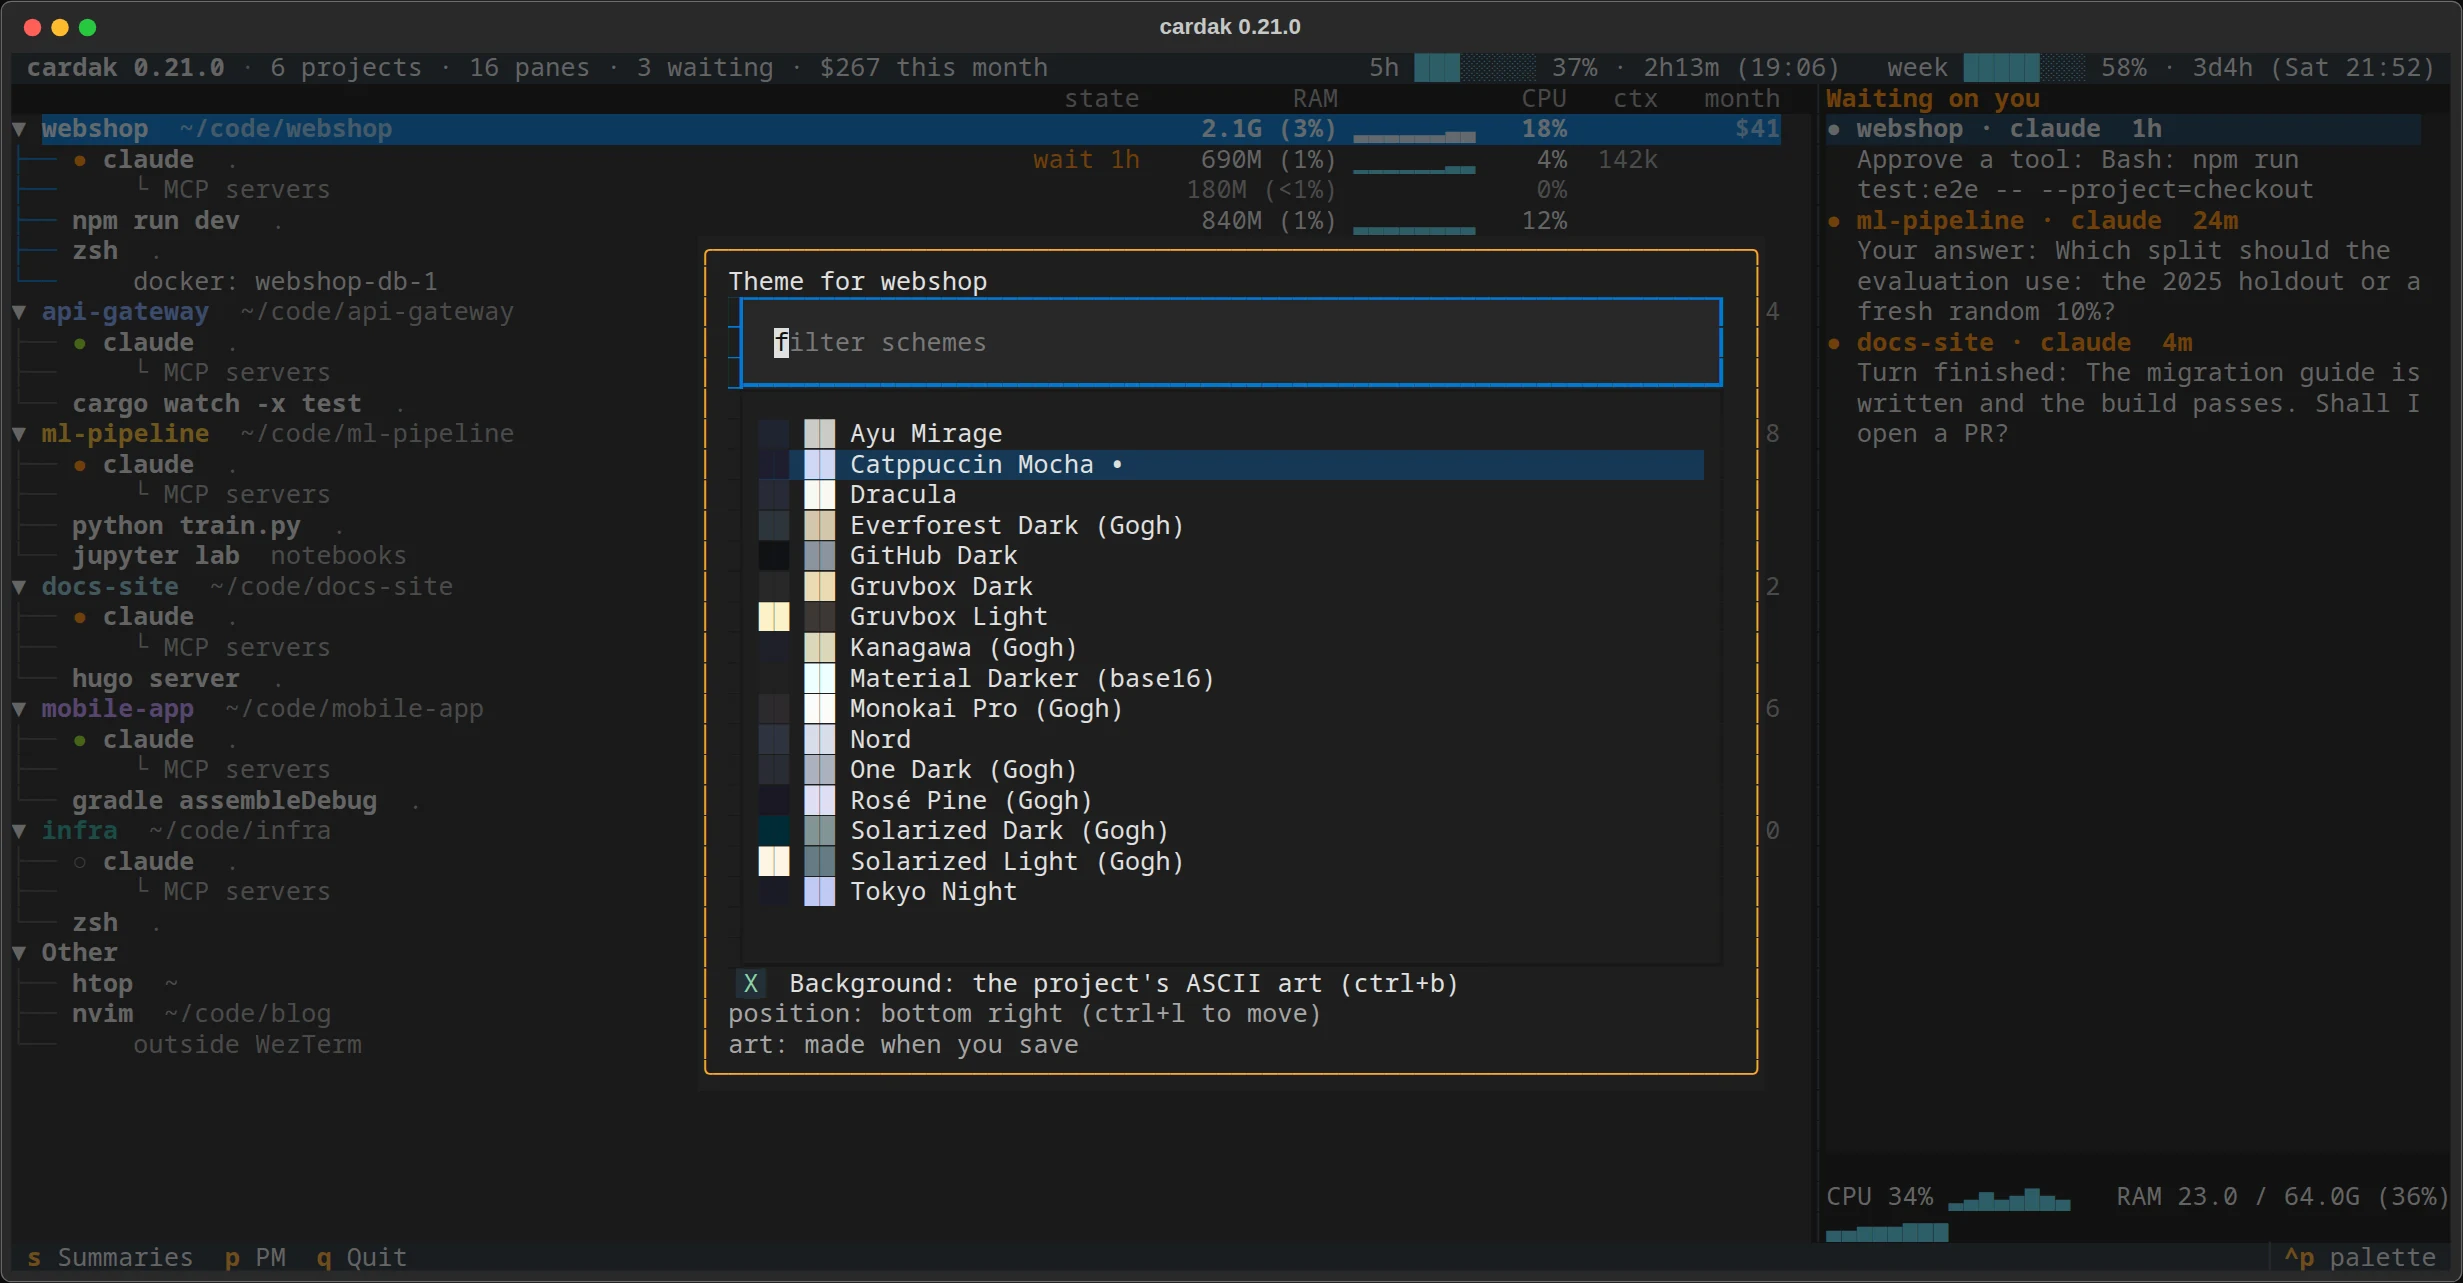 cardak 0.21.0
cardak 0.21.0 · 6 projects · 16 panes · 3 waiting · $267 this month 5h 37% · 2h13m (19:06) week 58% · 3d4h (Sat 21:52)
state RAM CPU ctx month
▼ webshop ~/code/webshop 2.1G (3%) 18% $41
● claude . wait 1h 690M (1%) 4% 142k
└ MCP servers 180M (<1%) 0%
npm run dev . 840M (1%) 12%
zsh .
docker: webshop-db-1
▼ api-gateway ~/code/api-gateway 4
● claude .
└ MCP servers
cargo watch -x test .
▼ ml-pipeline ~/code/ml-pipeline 8
● claude .
└ MCP servers
python train.py .
jupyter lab notebooks
▼ docs-site ~/code/docs-site 2
● claude .
└ MCP servers
hugo server .
▼ mobile-app ~/code/mobile-app 6
● claude .
└ MCP servers
gradle assembleDebug .
▼ infra ~/code/infra 0
○ claude .
└ MCP servers
zsh .
▼ Other
htop ~
nvim ~/code/blog
outside WezTerm
Theme for webshop
filter schemes
Ayu Mirage
Catppuccin Mocha •
Dracula
Everforest Dark (Gogh)
GitHub Dark
Gruvbox Dark
Gruvbox Light
Kanagawa (Gogh)
Material Darker (base16)
Monokai Pro (Gogh)
Nord
One Dark (Gogh)
Rosé Pine (Gogh)
Solarized Dark (Gogh)
Solarized Light (Gogh)
Tokyo Night
X Background: the project's ASCII art (ctrl+b)
position: bottom right (ctrl+l to move)
art: made when you save
Waiting on you
● webshop · claude 1h
Approve a tool: Bash: npm run
test:e2e -- --project=checkout
● ml-pipeline · claude 24m
Your answer: Which split should the
evaluation use: the 2025 holdout or a
fresh random 10%?
● docs-site · claude 4m
Turn finished: The migration guide is
written and the build passes. Shall I
open a PR?
CPU 34% RAM 23.0 / 64.0G (36%)
s Summaries p PM q Quit ^p palette